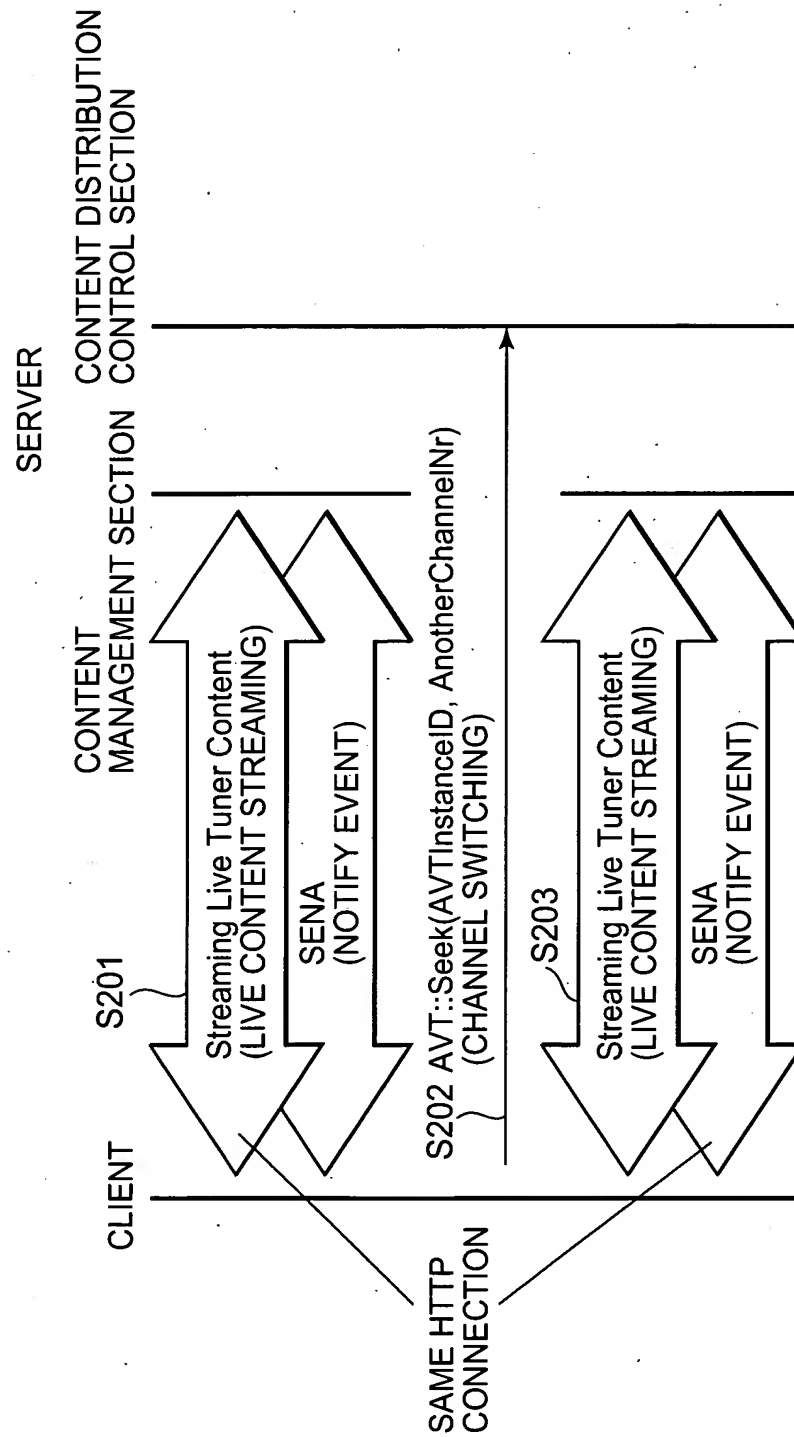 SERVER
CLIENT
CONTENT
MANAGEMENT SECTION
CONTENT DISTRIBUTION
CONTROL SECTION
S201
Streaming Live Tuner Content
(LIVE CONTENT STREAMING)
SENA
(NOTIFY EVENT)
S202 AVT::Seek(AVTInstanceID, AnotherChannelNr)
(CHANNEL SWITCHING)
SAME HTTP
CONNECTION
S203
Streaming Live Tuner Content
(LIVE CONTENT STREAMING)
SENA
(NOTIFY EVENT)